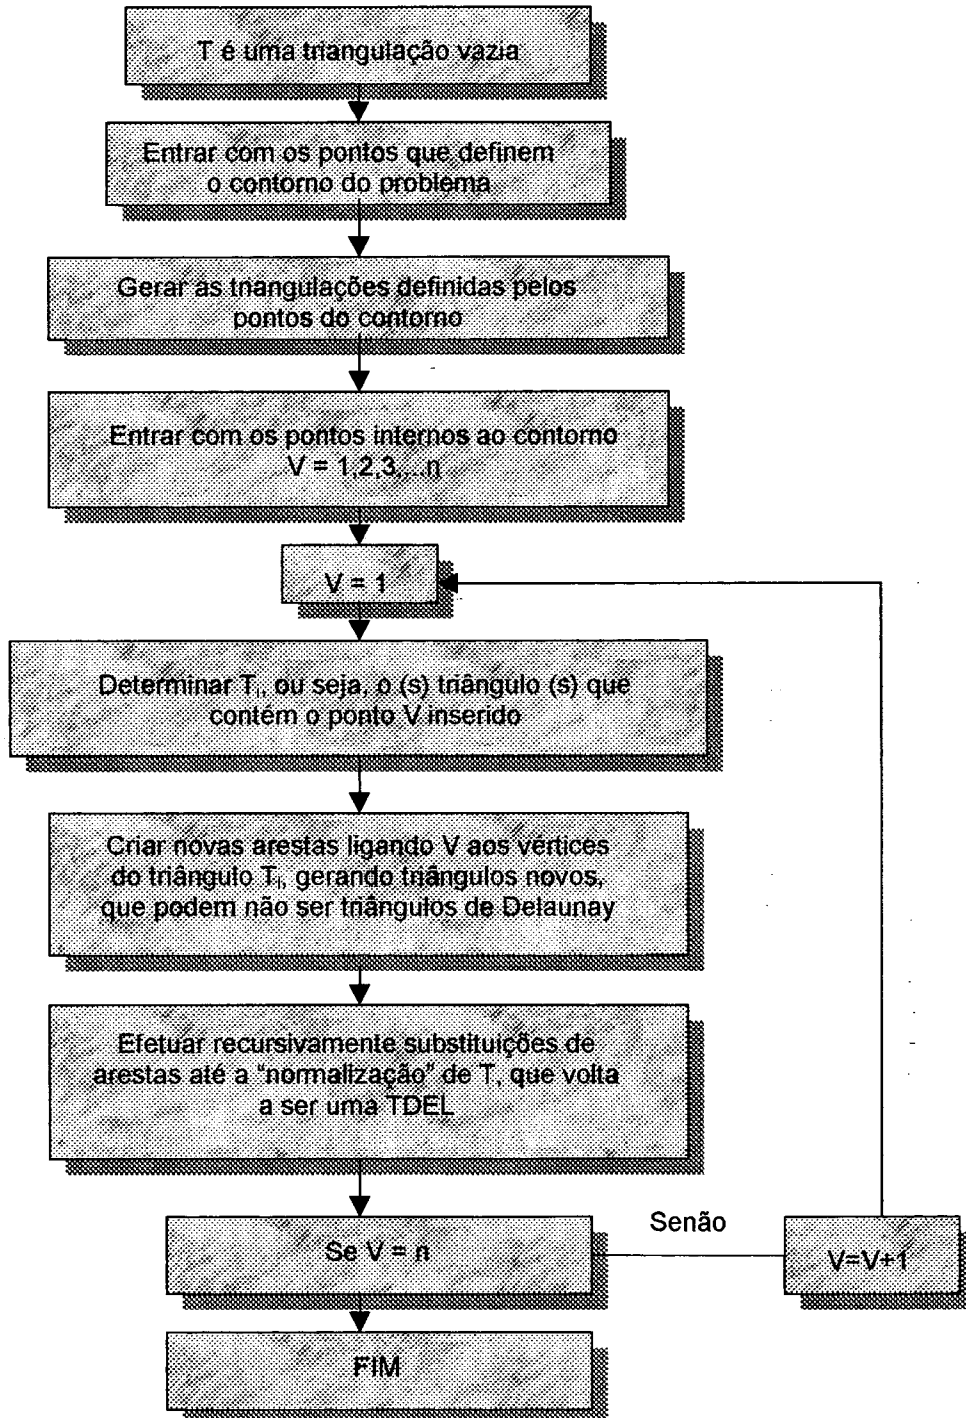 T é uma triangulação vazia
Entrar com os pontos que definem
o contorno do problema
Gerar as triangulações definidas pelos
pontos do contorno
Entrar com os pontos internos ao contorno
V = 1,2,3,...n
V = 1
Determinar Ti, ou seja, o (s) triângulo (s) que
contém o ponto V inserido
Criar novas arestas ligando V aos vértices
do triângulo Ti, gerando triângulos novos,
que podem não ser triângulos de Delaunay
Efetuar recursivamente substituições de
arestas até a "normalização" de T, que volta
a ser uma TDEL
Se V = n
Senão
V=V+1
FIM